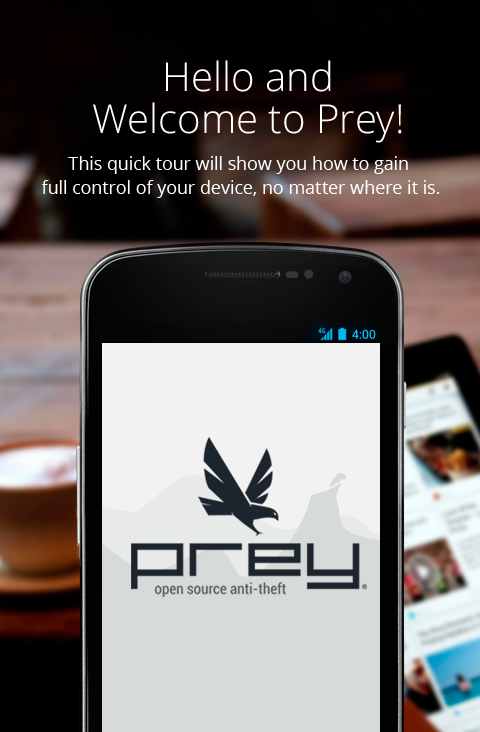 Hello and
Welcome to Prey!
This quick tour will show you how to gain
full control of your device, no matter where it is.
4G 4:00
prey®
open source anti-theft